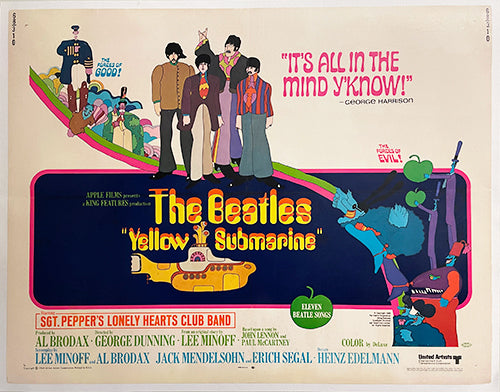 THE FORCES OF
GOOD!
"IT'S ALL IN THE
MIND Y'KNOW!"
– GEORGE HARRISON
THE FORCES OF
EVIL!
APPLE FILMS presents
A KING FEATURES production
The Beatles
"Yellow Submarine"
Starring
SGT. PEPPER'S LONELY HEARTS CLUB BAND
ELEVEN
BEATLE SONGS
Produced by
AL BRODAX
Directed by
GEORGE DUNNING
From an original story by
LEE MINOFF
Based upon a song by
JOHN LENNON and
PAUL McCARTNEY
COLOR by DeLuxe
United Artists
Screenplay by
LEE MINOFF and AL BRODAX JACK MENDELSOHN and ERICH SEGAL
HEINZ EDELMANN